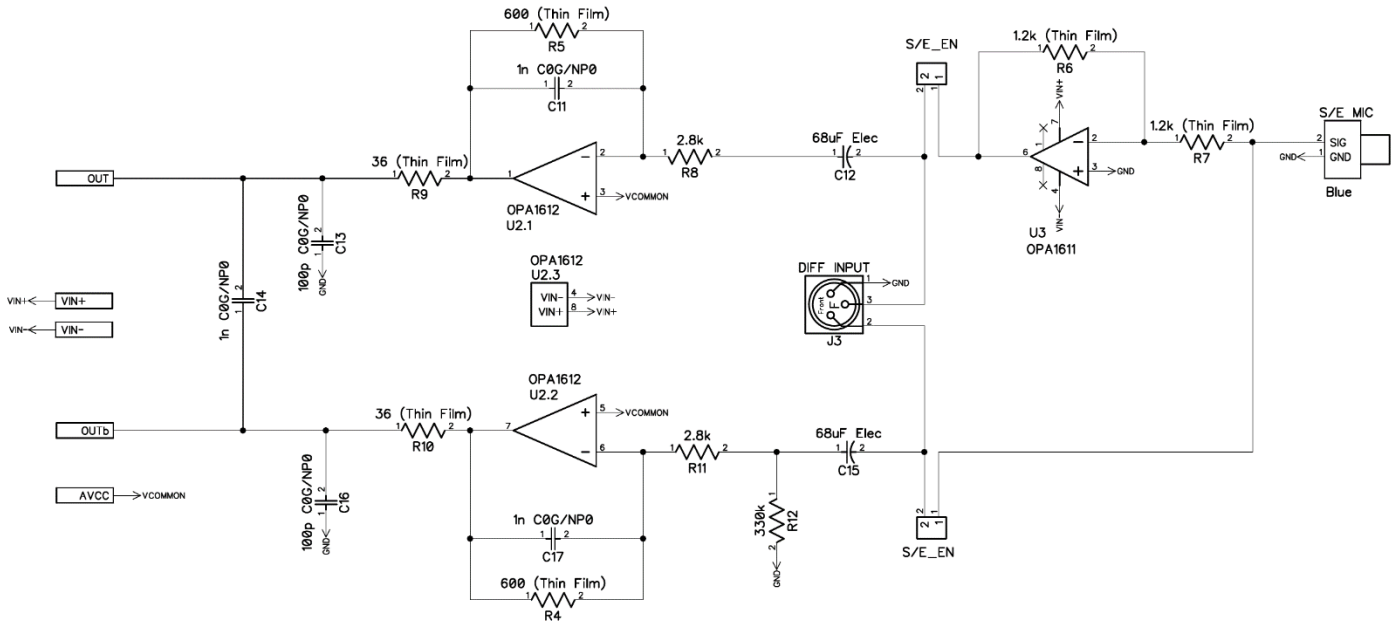 600 (Thin Film)
1 2
R5
1n C0G/NP0
1 2
C11
S/E_EN
2 1
2 1
1.2k (Thin Film)
1 2
R6
VIN+
7
1
8
6
2
3
GND
4
VIN-
U3
OPA1611
1.2k (Thin Film)
1 2
R7
S/E MIC
2 SIG
GND 1 GND
Blue
36 (Thin Film)
1 2
R9
1
2
3
VCOMMON
OPA1612
U2.1
2.8k
1 2
R8
68uF Elec
1 2
C12
OUT
100p C0G/NP0
1 2
C13
GND
1n C0G/NP0
1 2
C14
VIN+ VIN+
VIN- VIN-
OPA1612
U2.3
VIN- 4 VIN-
VIN+ 8 VIN+
DIFF INPUT
Front
F
1 GND
3
2
J3
OPA1612
U2.2
7
5
6
VCOMMON
36 (Thin Film)
1 2
R10
OUTb
2.8k
1 2
R11
68uF Elec
1 2
C15
330k
1 2
R12
GND
AVCC VCOMMON
100p C0G/NP0
1 2
C16
GND
1n C0G/NP0
1 2
C17
600 (Thin Film)
1 2
R4
2 1
2 1
S/E_EN